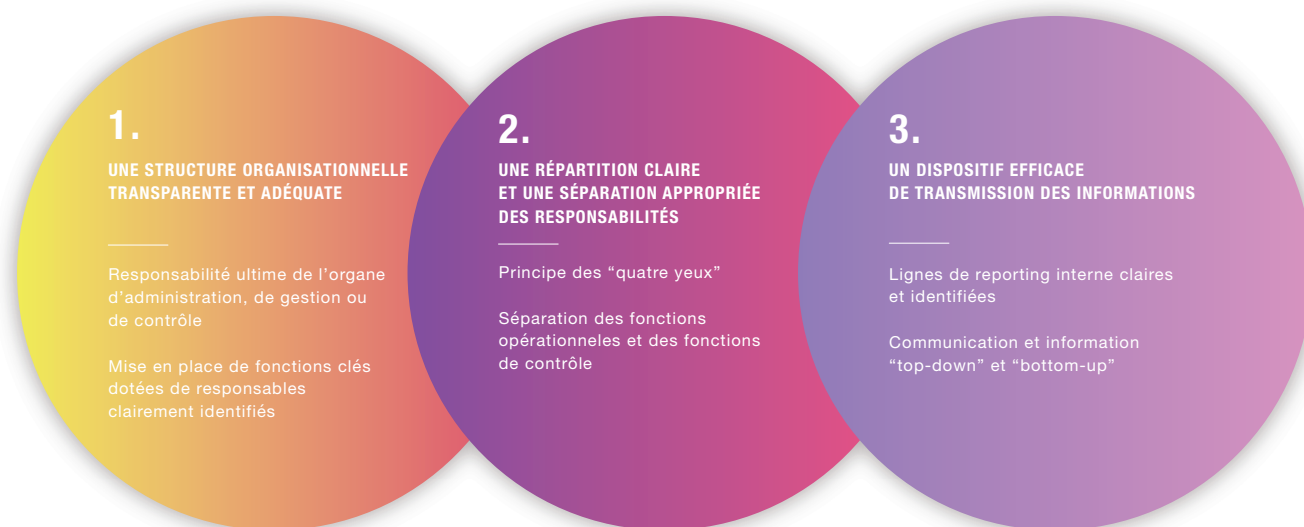 1.
UNE STRUCTURE ORGANISATIONNELLE
TRANSPARENTE ET ADÉQUATE
Responsabilité ultime de l’organe
d’administration, de gestion ou
de contrôle
Mise en place de fonctions clés
dotées de responsables
clairement identifiés
2.
UNE RÉPARTITION CLAIRE
ET UNE SÉPARATION APPROPRIÉE
DES RESPONSABILITÉS
Principe des “quatre yeux”
Séparation des fonctions
opérationneles et des fonctions
de contrôle
3.
UN DISPOSITIF EFFICACE
DE TRANSMISSION DES INFORMATIONS
Lignes de reporting interne claires
et identifiées
Communication et information
“top-down” et “bottom-up”